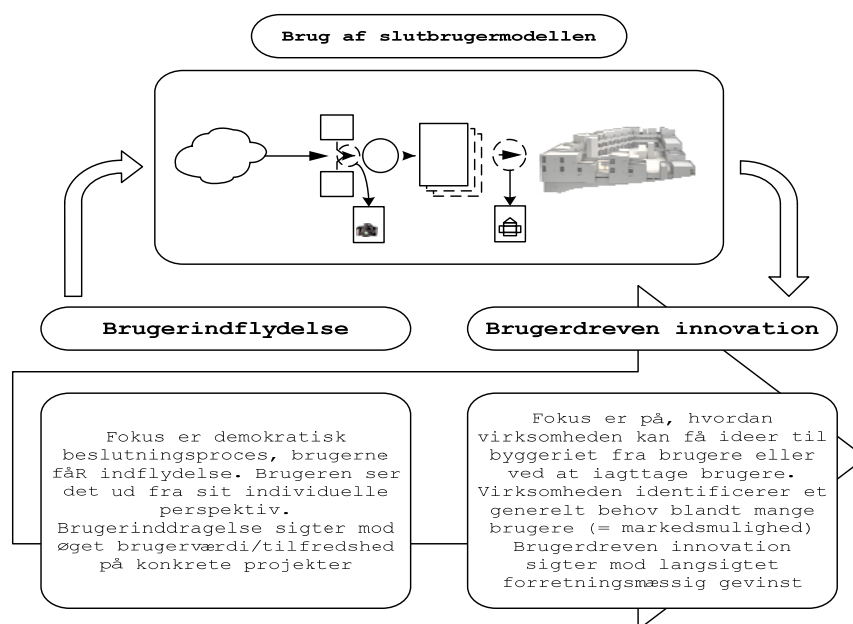 Brug af slutbrugermodellen
Brugerindflydelse
Brugerdreven innovation
Fokus er demokratisk
beslutningsproces, brugerne
fåR indflydelse. Brugeren ser
det ud fra sit individuelle
perspektiv.
Brugerinddragelse sigter mod
øget brugerværdi/tilfredshed
på konkrete projekter
Fokus er på, hvordan
virksomheden kan få ideer til
byggeriet fra brugere eller
ved at iagttage brugere.
Virksomheden identificerer et
generelt behov blandt mange
brugere (= markedsmulighed)
Brugerdreven innovation
sigter mod langsigtet
forretningsmæssig gevinst